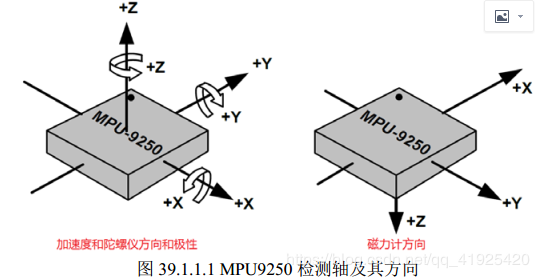 +Z
+Z
+Y
+Y
MPU-9250
+X
+X
+X
MPU-9250
+Y
+Z
加速度和陀螺仪方向和极性
磁力计方向
https://blog.csdn.net/qq_41925420
图 39.1.1.1 MPU9250 检测轴及其方向